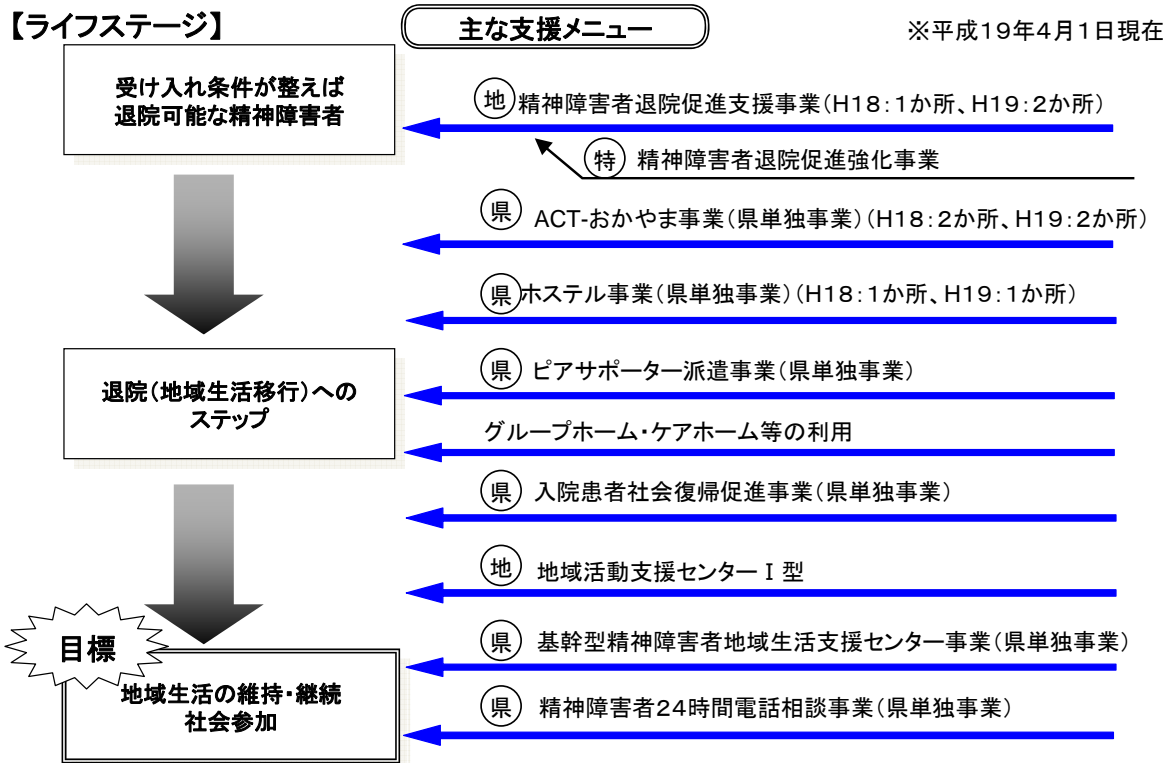 【ライフステージ】
主な支援メニュー
※平成19年4月1日現在
受け入れ条件が整えば
退院可能な精神障害者
地 精神障害者退院促進支援事業(H18:1か所、H19:2か所)
特 精神障害者退院促進強化事業
県 ACT-おかやま事業(県単独事業)(H18:2か所、H19:2か所)
県 ホステル事業(県単独事業)(H18:1か所、H19:1か所)
退院(地域生活移行)への
ステップ
県 ピアサポーター派遣事業(県単独事業)
グループホーム・ケアホーム等の利用
県 入院患者社会復帰促進事業(県単独事業)
地 地域活動支援センターⅠ型
目標
地域生活の維持・継続
社会参加
県 基幹型精神障害者地域生活支援センター事業(県単独事業)
県 精神障害者24時間電話相談事業(県単独事業)